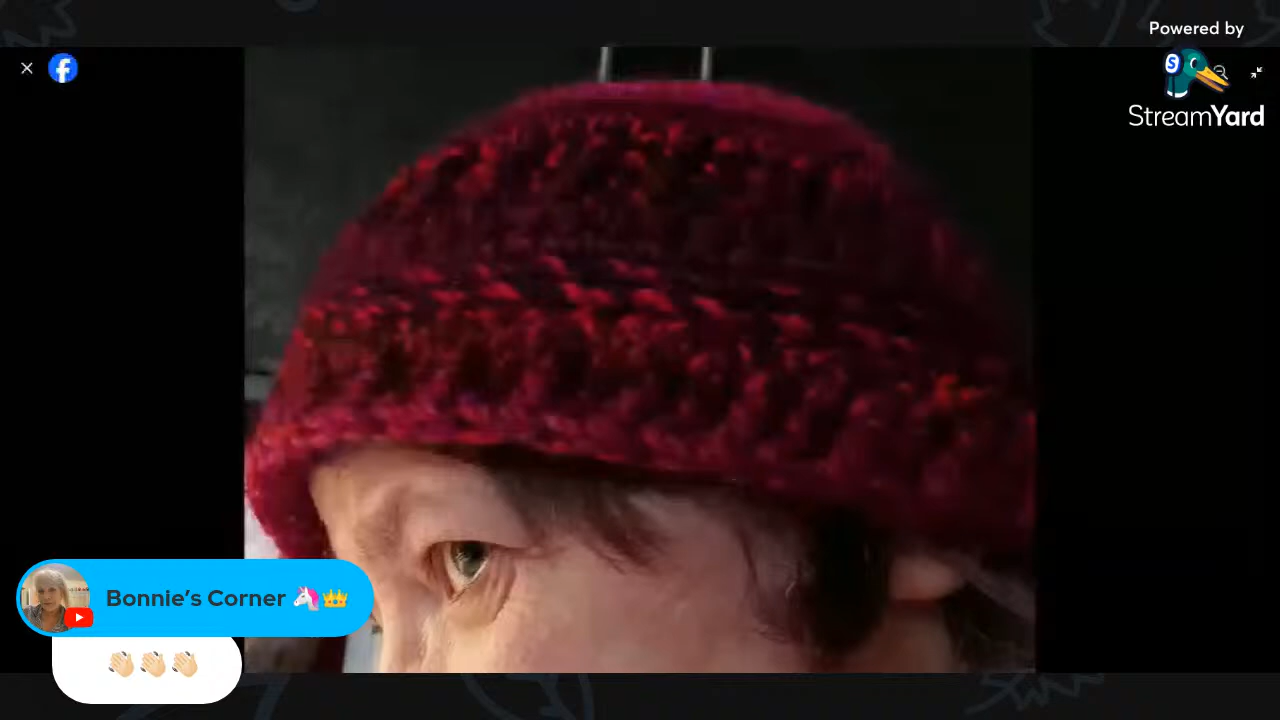 Powered by
StreamYard
Bonnie's Corner 🦄👑
👏🏻👏🏻👏🏻